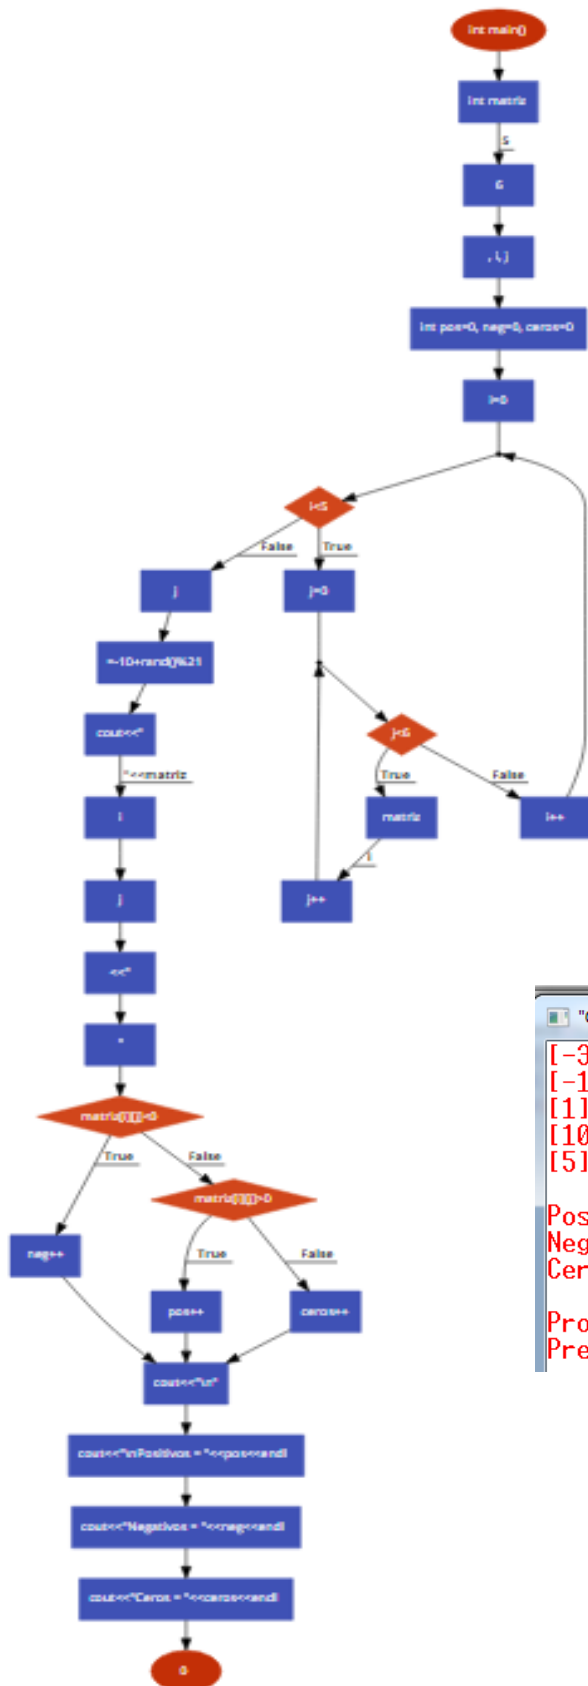 int main()
int matriz
5
6
, i, j
int pos=0, neg=0, ceros=0
i=0
i<5
False
True
j
j=0
=-10+rand()%21
cout<<"
j<6
"<<matriz
True
False
i
matriz
i++
i
j
j++
<<"
"
[-3
[-1
[1]
[10
[5]
matriz[i][j]<0
True
False
matriz[i][j]>0
Pos
Neg
Cer
neg++
True
False
pos++
ceros++
Pro
Pre
cout<<"\n"
cout<<"\nPositivos = "<<pos<<endl
cout<<"Negativos = "<<neg<<endl
cout<<"Ceros = "<<ceros<<endl
0